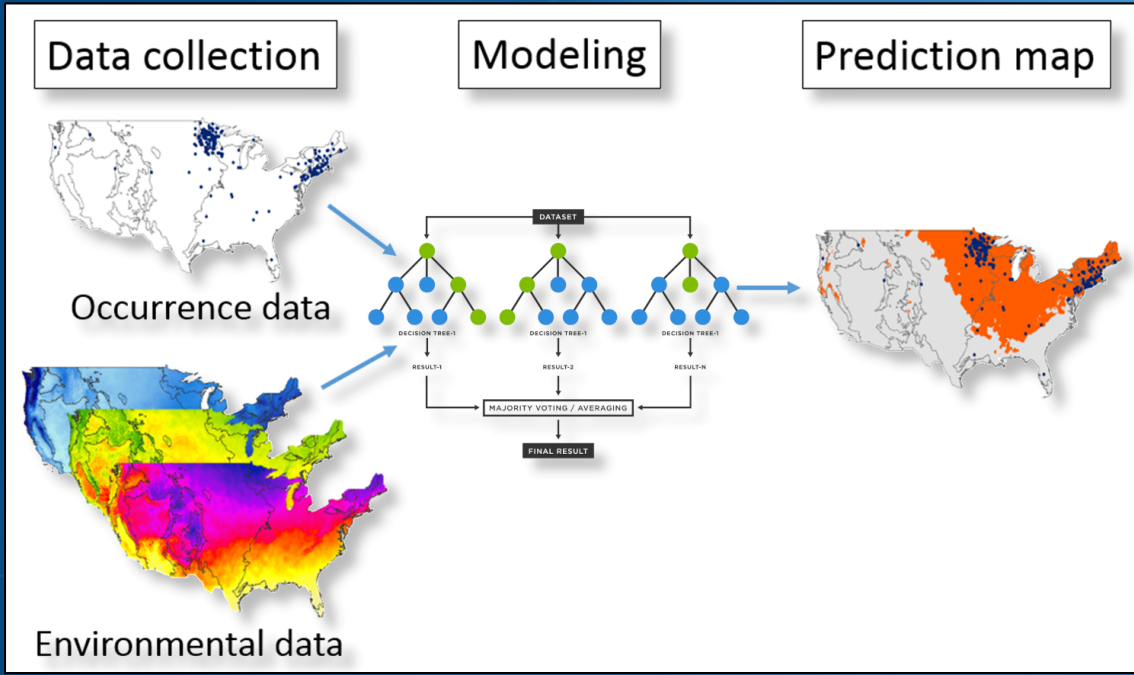 Data collection
Modeling
Prediction map
Occurrence data
Environmental data
DATASET
DECISION TREE-1
DECISION TREE-1
DECISION TREE-1
RESULT-1
RESULT-2
RESULT-N
MAJORITY VOTING / AVERAGING
FINAL RESULT